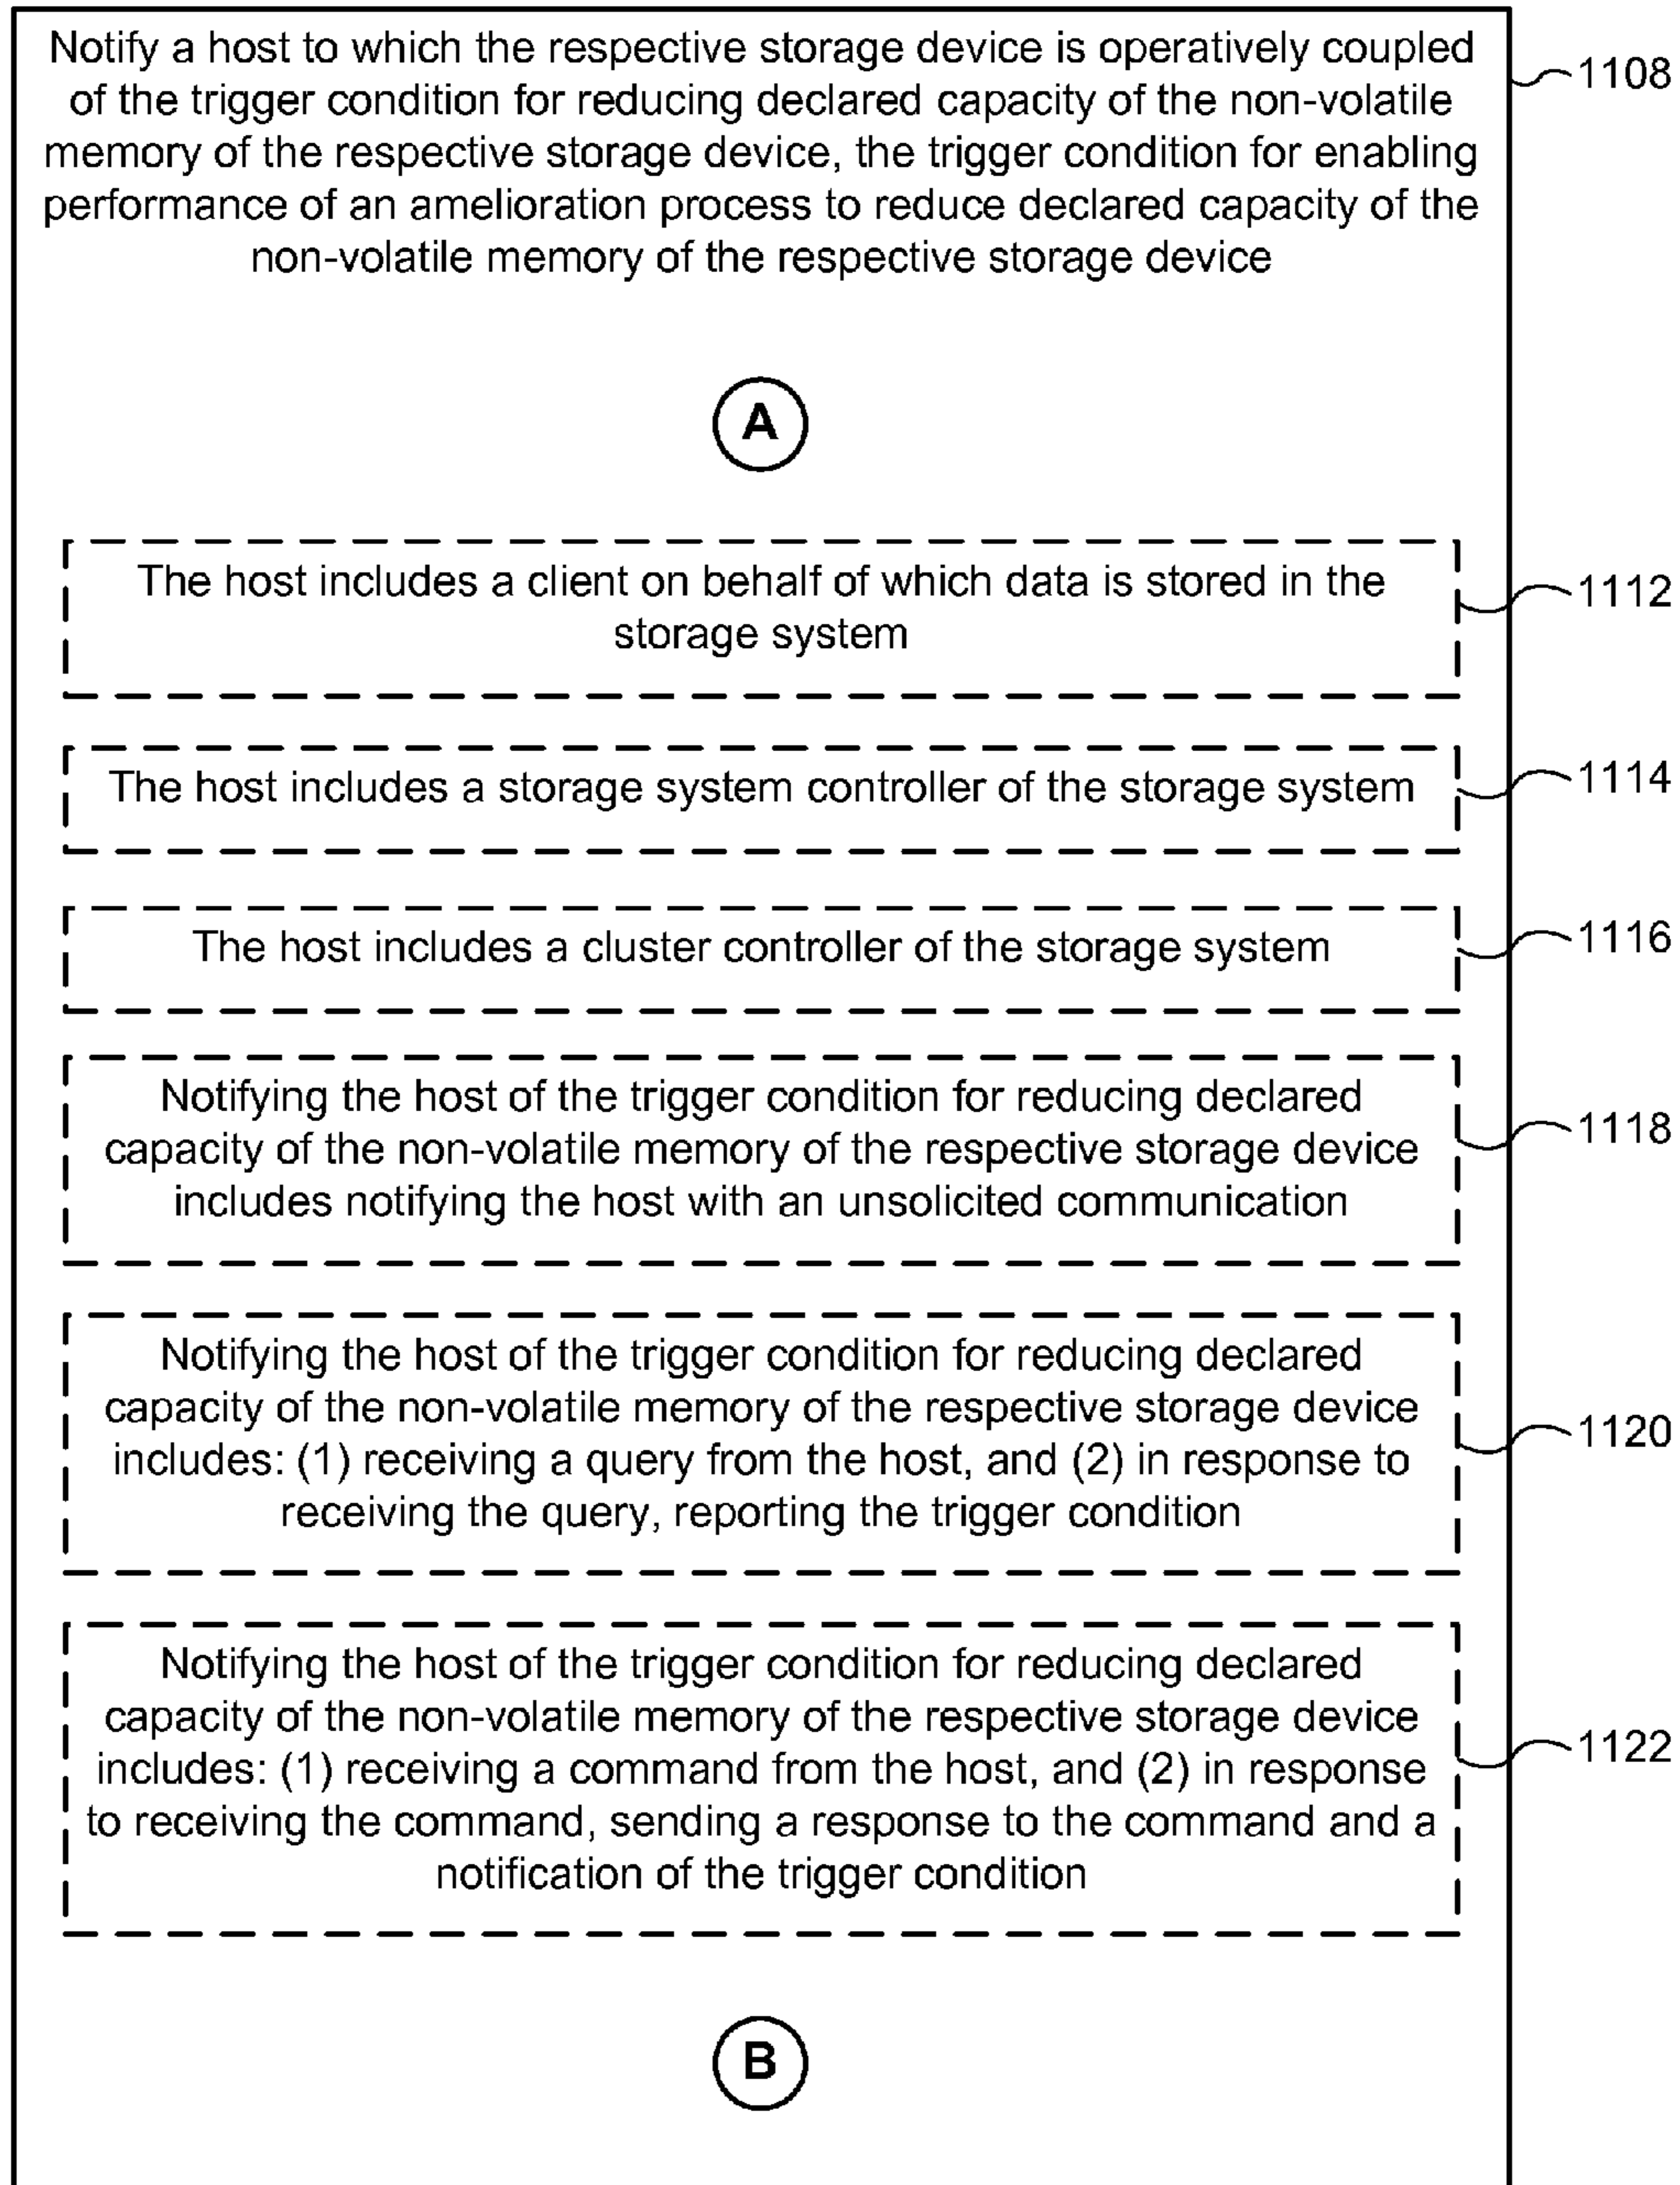 Notify a host to which the respective storage device is operatively coupled
of the trigger condition for reducing declared capacity of the non-volatile
memory of the respective storage device, the trigger condition for enabling
performance of an amelioration process to reduce declared capacity of the
non-volatile memory of the respective storage device
1108
A
The host includes a client on behalf of which data is stored in the
storage system
1112
The host includes a storage system controller of the storage system
1114
The host includes a cluster controller of the storage system
1116
Notifying the host of the trigger condition for reducing declared
capacity of the non-volatile memory of the respective storage device
includes notifying the host with an unsolicited communication
1118
Notifying the host of the trigger condition for reducing declared
capacity of the non-volatile memory of the respective storage device
includes: (1) receiving a query from the host, and (2) in response to
receiving the query, reporting the trigger condition
1120
Notifying the host of the trigger condition for reducing declared
capacity of the non-volatile memory of the respective storage device
includes: (1) receiving a command from the host, and (2) in response
to receiving the command, sending a response to the command and a
notification of the trigger condition
1122
B